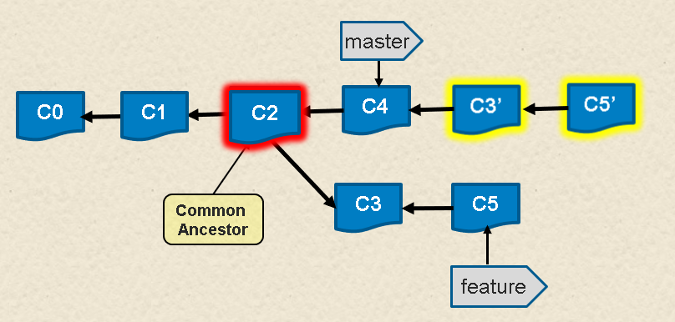 master
C0
C1
C2
C4
C3’
C5’
Common
Ancestor
C3
C5
feature